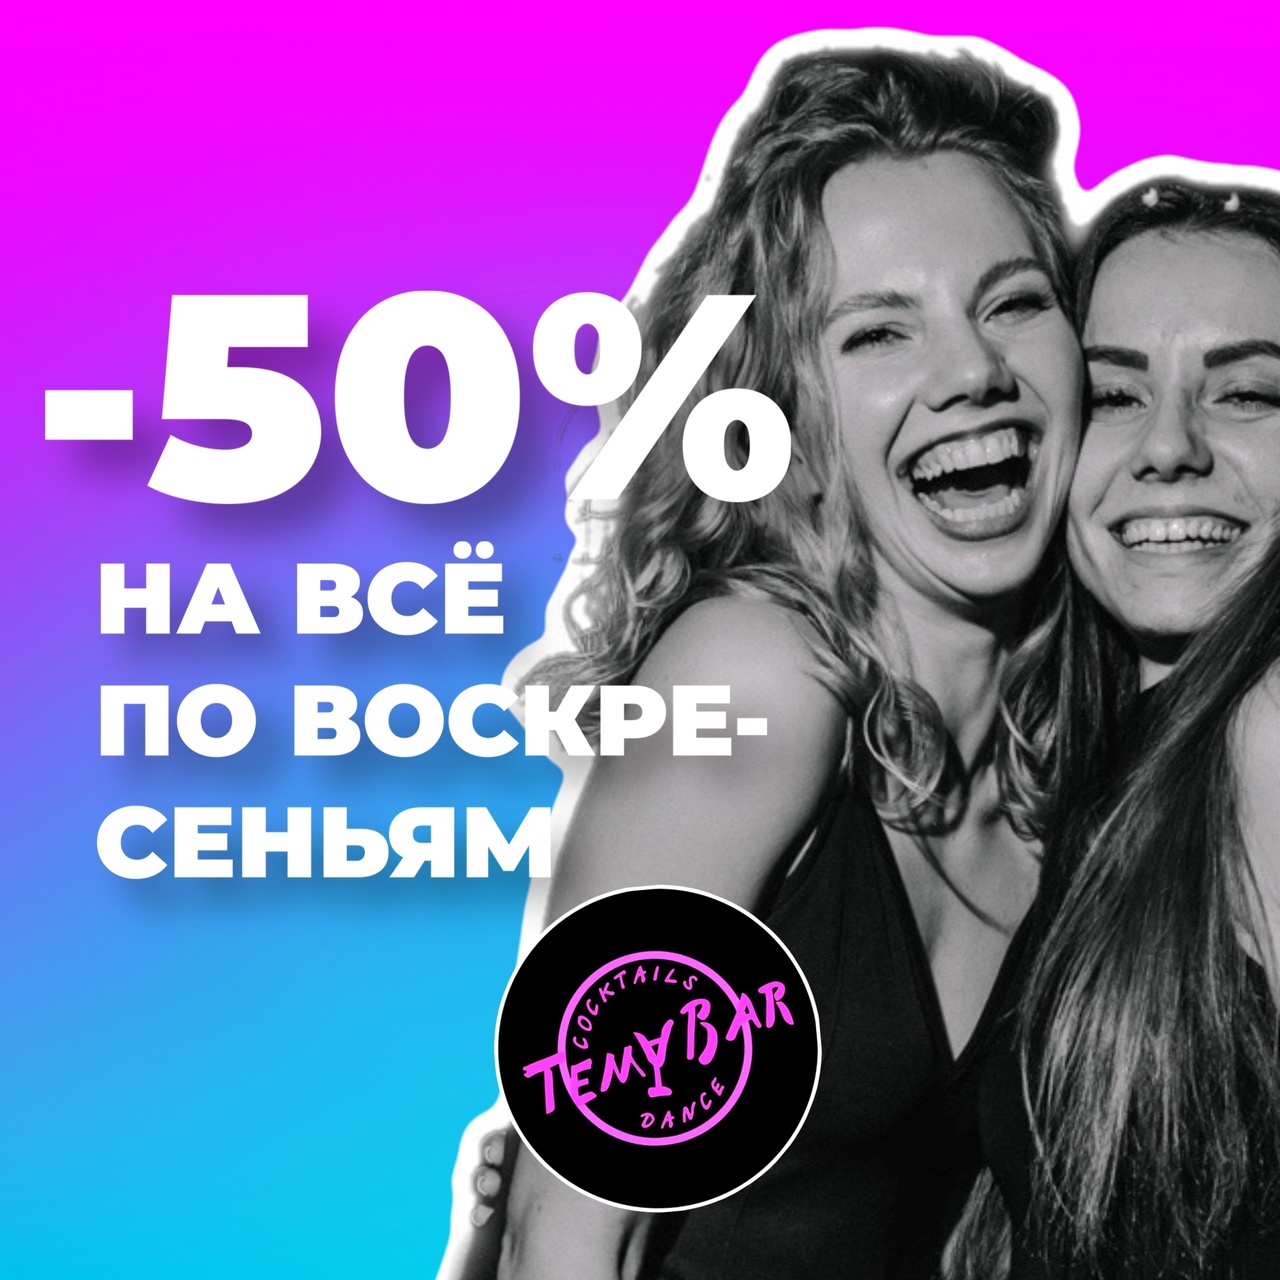 -50%
НА ВСЁ
ПО ВОСКРЕ-
СЕНЬЯМ
COCKTAILS
TEMA BAR
DANCE